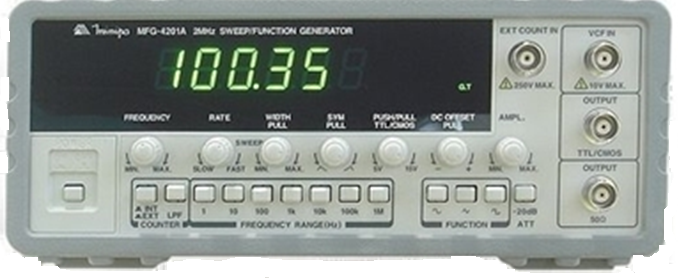 Minipa MFG-4201A 2MHz SWEEP/FUNCTION GENERATOR
EXT COUNT IN
VCF IN
100.35
G.T
250V MAX.
10V MAX.
FREQUENCY RATE WIDTH PULL SYM PULL PUSH/PULL TTL/CMOS DC OFFSET PULL AMPL.
OUTPUT
TTL/CMOS
SWEEP
MIN. MAX. SLOW FAST MIN. MAX. 5V 15V - + MIN. MAX.
OUTPUT
50Ω
INT
EXT LPF 1 10 100 1k 10k 100k 1M -20dB
COUNTER FREQUENCY RANGE(Hz) FUNCTION ATT